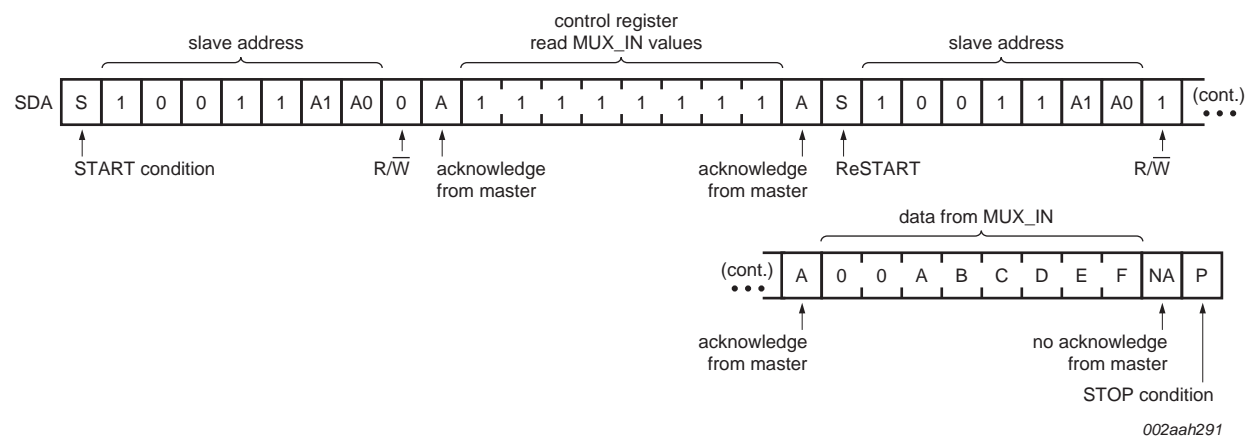 control register
slave address read MUX_IN values slave address
SDA S 1 0 0 1 1 A1 A0 0 A 1 1 1 1 1 1 1 1 A S 1 0 0 1 1 A1 A0 1 (cont.)
START condition R/W̅ acknowledge from master acknowledge from master ReSTART R/W̅
data from MUX_IN
(cont.) A 0 0 A B C D E F NA P
acknowledge from master no acknowledge from master
STOP condition
002aah291